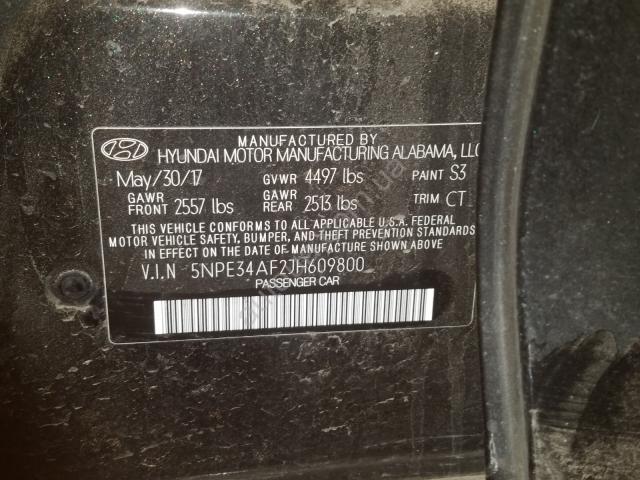 MANUFACTURED BY
HYUNDAI MOTOR MANUFACTURING ALABAMA, LLC
May/30/17 GVWR 4497 lbs PAINT S3
GAWR FRONT 2557 lbs GAWR REAR 2513 lbs TRIM CT
THIS VEHICLE CONFORMS TO ALL APPLICABLE U.S.A. FEDERAL
MOTOR VEHICLE SAFETY, BUMPER, AND THEFT PREVENTION STANDARDS
IN EFFECT ON THE DATE OF MANUFACTURE SHOWN ABOVE
V.I.N 5NPE34AF2JH609800
PASSENGER CAR